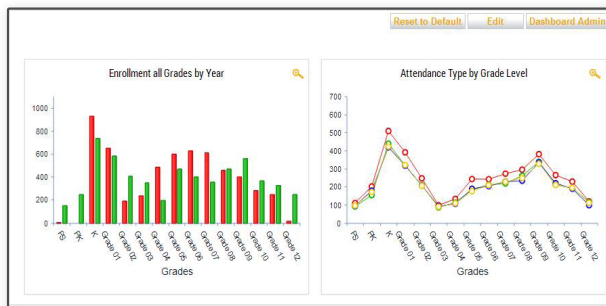 Reset to Default Edit Dashboard Admin
Enrollment all Grades by Year
1000
800
600
400
200
0
PS
PK
K
Grade 01
Grade 02
Grade 03
Grade 04
Grade 05
Grade 06
Grade 07
Grade 08
Grade 09
Grade 10
Grade 11
Grade 12
Grades
Attendance Type by Grade Level
700
600
500
400
300
200
100
0
PS
PK
K
Grade 01
Grade 02
Grade 03
Grade 04
Grade 05
Grade 06
Grade 07
Grade 08
Grade 09
Grade 10
Grade 11
Grade 12
Grades